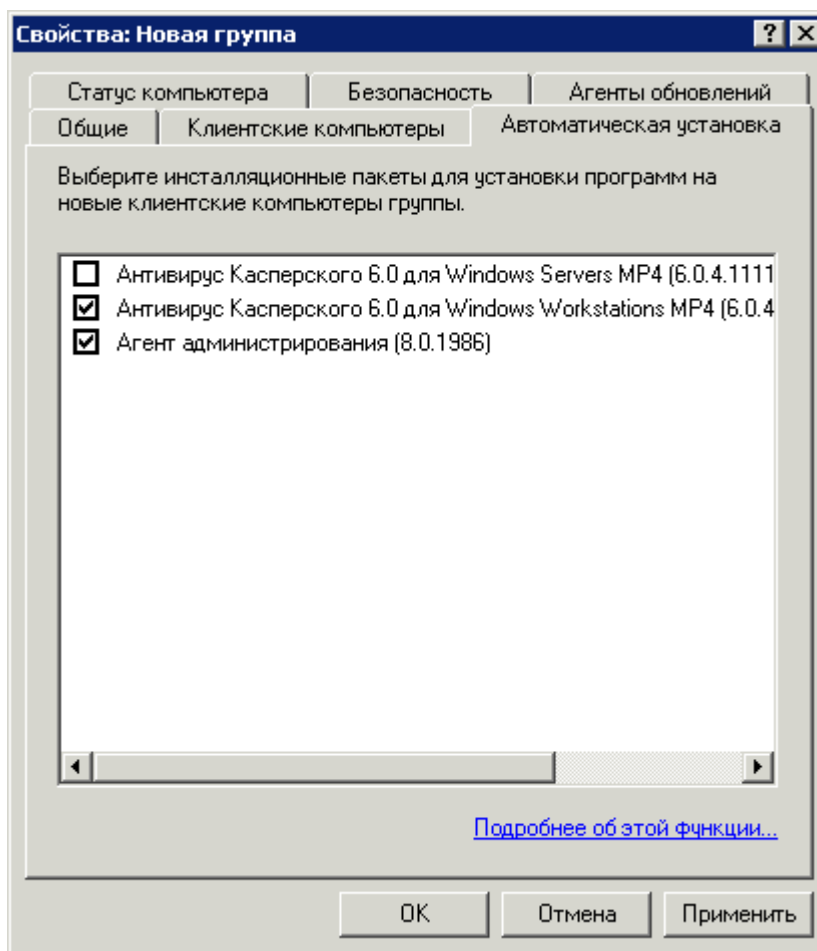 Свойства: Новая группа
Статус компьютера
Безопасность
Агенты обновлений
Общие
Клиентские компьютеры
Автоматическая установка
Выберите инсталляционные пакеты для установки программ на
новые клиентские компьютеры группы.
Антивирус Касперского 6.0 для Windows Servers MP4 (6.0.4.1111
Антивирус Касперского 6.0 для Windows Workstations MP4 (6.0.4
Агент администрирования (8.0.1986)
Подробнее об этой функции...
OK
Отмена
Применить